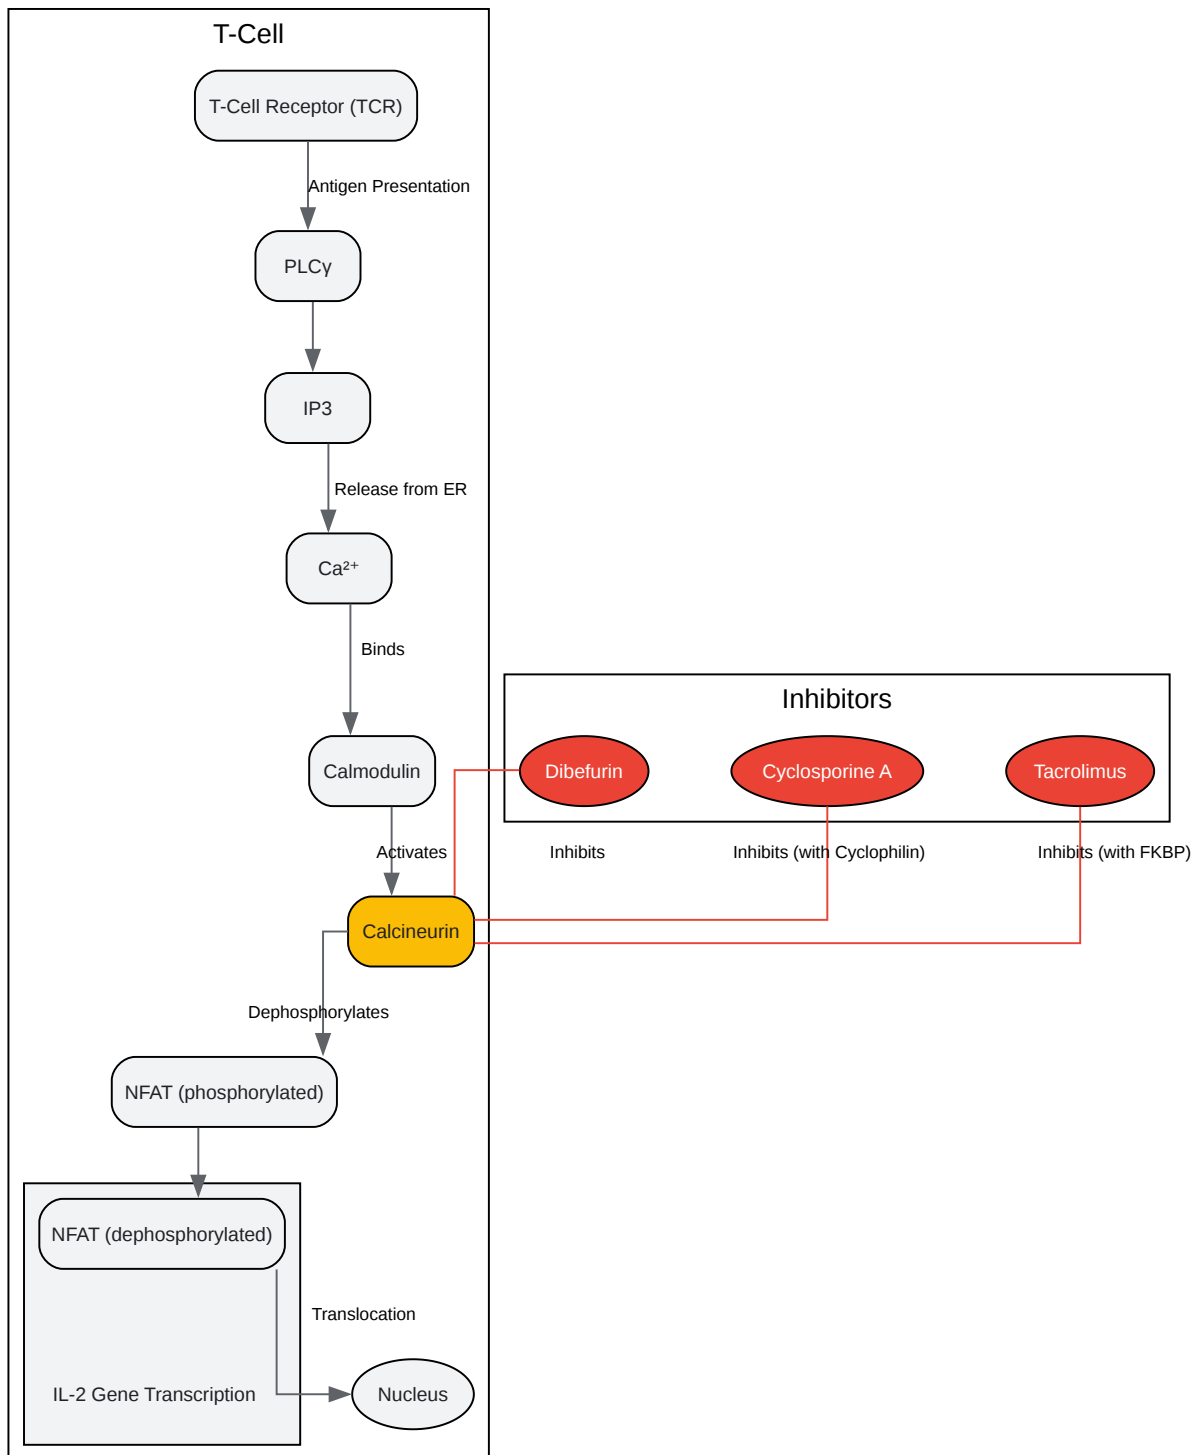 T-Cell
T-Cell Receptor (TCR)
Antigen Presentation
PLCγ
IP3
Release from ER
Ca²⁺
Binds
Inhibitors
Calmodulin
Dibefurin
Cyclosporine A
Tacrolimus
Activates
Inhibits
Inhibits (with Cyclophilin)
Inhibits (with FKBP)
Calcineurin
Dephosphorylates
NFAT (phosphorylated)
NFAT (dephosphorylated)
Translocation
IL-2 Gene Transcription
Nucleus